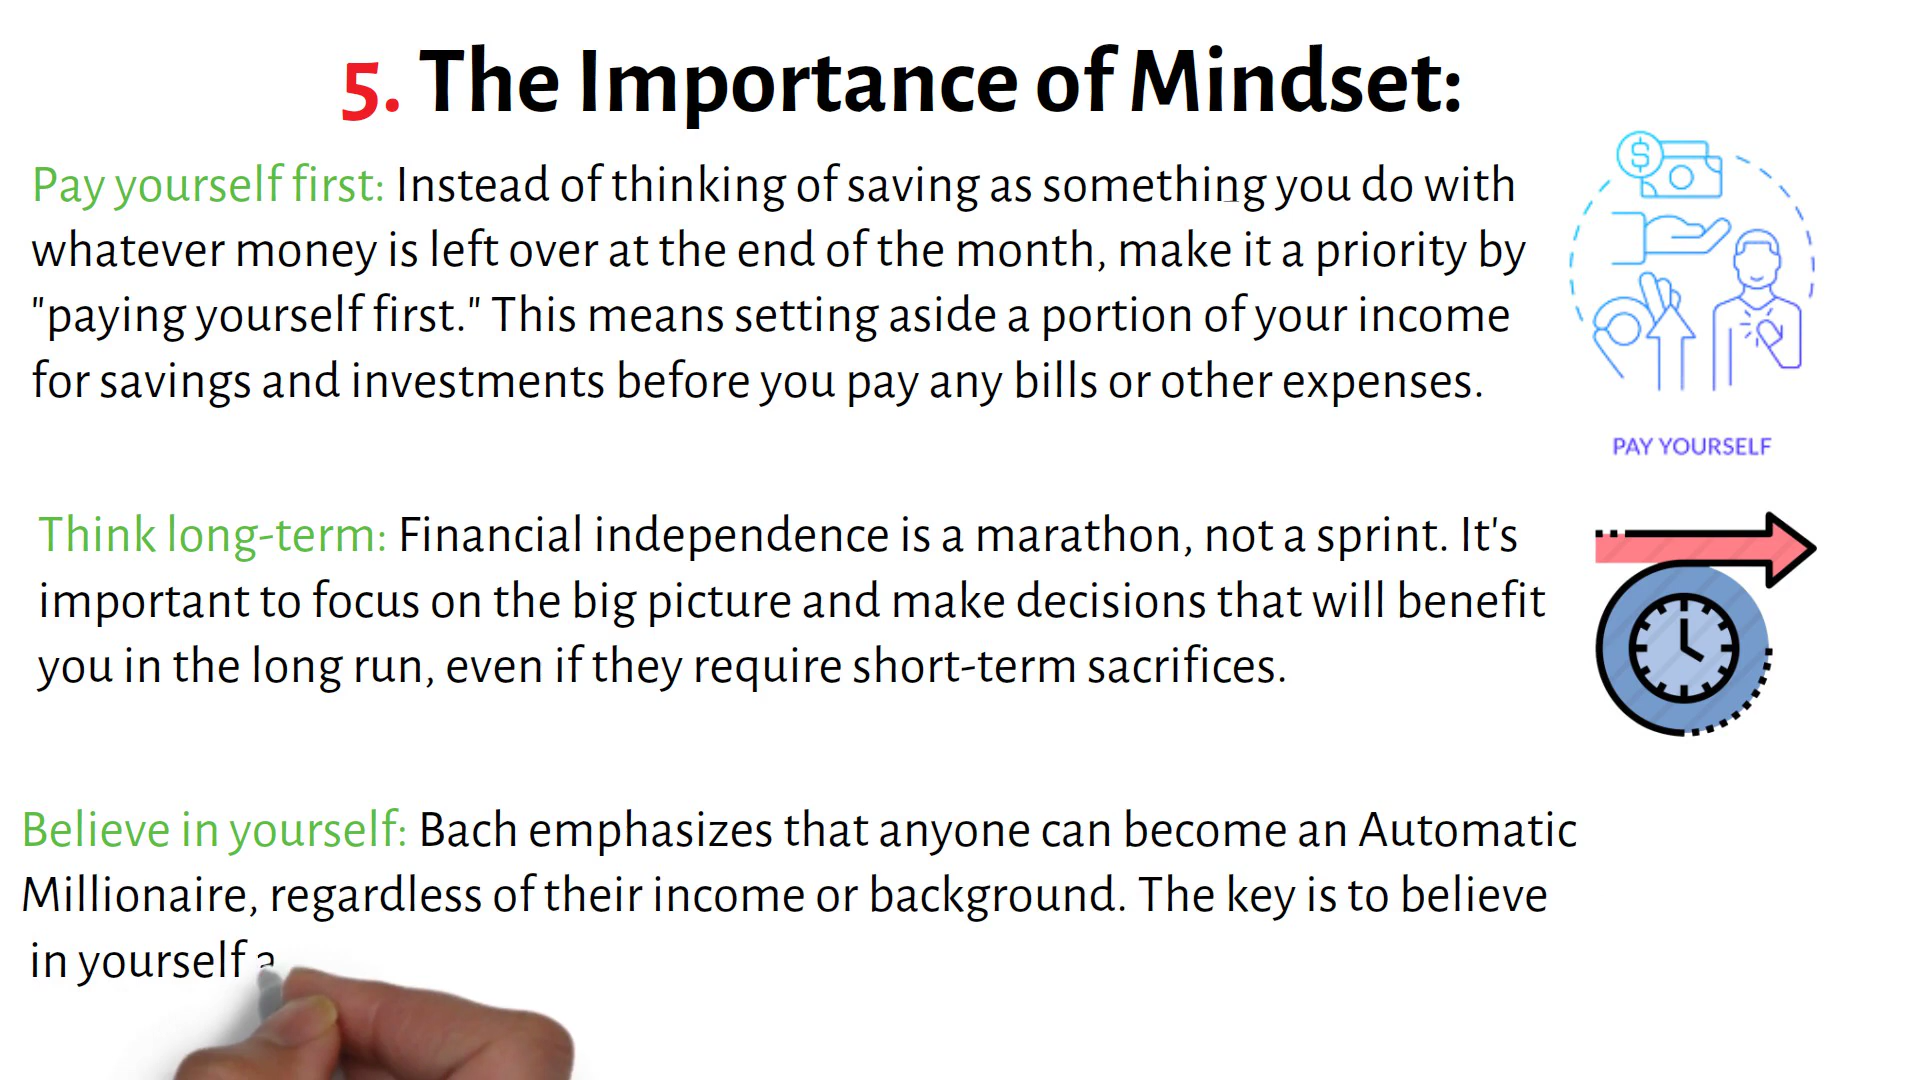 5. The Importance of Mindset:
Pay yourself first: Instead of thinking of saving as something you do with
whatever money is left over at the end of the month, make it a priority by
"paying yourself first." This means setting aside a portion of your income
for savings and investments before you pay any bills or other expenses.
PAY YOURSELF
Think long-term: Financial independence is a marathon, not a sprint. It's
important to focus on the big picture and make decisions that will benefit
you in the long run, even if they require short-term sacrifices.
Believe in yourself: Bach emphasizes that anyone can become an Automatic
Millionaire, regardless of their income or background. The key is to believe
in yourself a